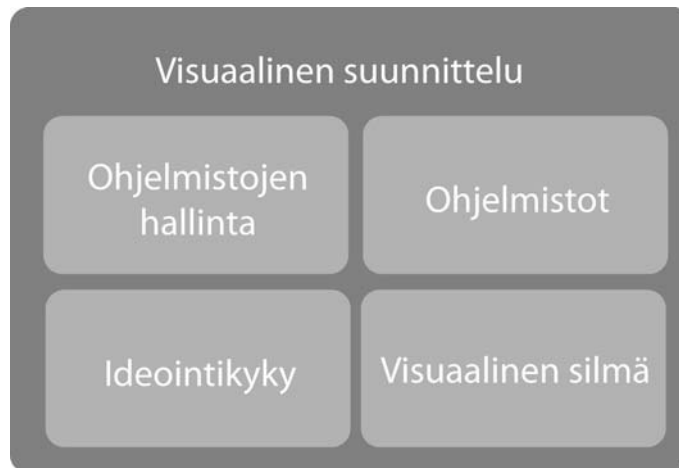 Visuaalinen suunnittelu
Ohjelmistojen
hallinta
Ohjelmistot
Ideointikyky
Visuaalinen silmä